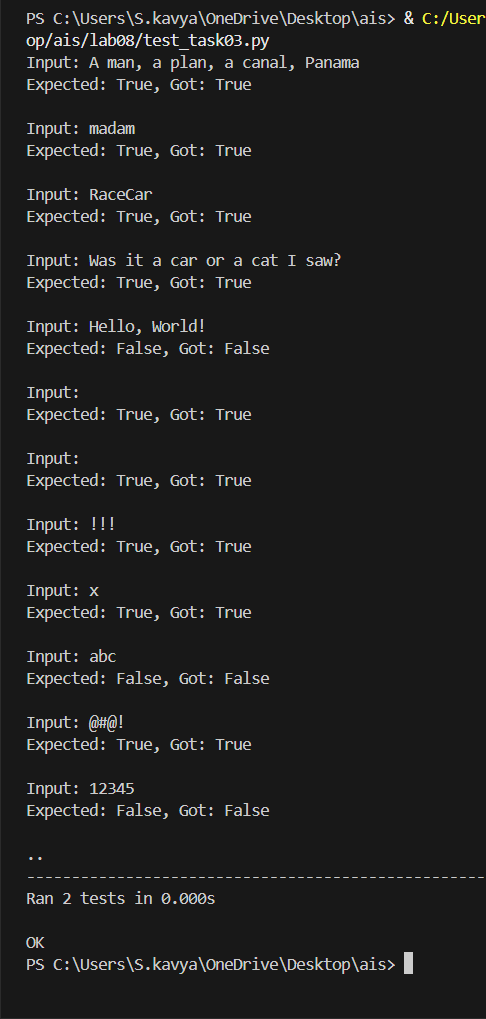 PS C:\Users\S.kavya\OneDrive\Desktop\ais> & C:/User
op/ais/lab08/test_task03.py
Input: A man, a plan, a canal, Panama
Expected: True, Got: True
Input: madam
Expected: True, Got: True
Input: RaceCar
Expected: True, Got: True
Input: Was it a car or a cat I saw?
Expected: True, Got: True
Input: Hello, World!
Expected: False, Got: False
Input:
Expected: True, Got: True
Input:
Expected: True, Got: True
Input: !!!
Expected: True, Got: True
Input: x
Expected: True, Got: True
Input: abc
Expected: False, Got: False
Input: @#@!
Expected: True, Got: True
Input: 12345
Expected: False, Got: False
..
---------------------------------------------------
Ran 2 tests in 0.000s
OK
PS C:\Users\S.kavya\OneDrive\Desktop\ais>